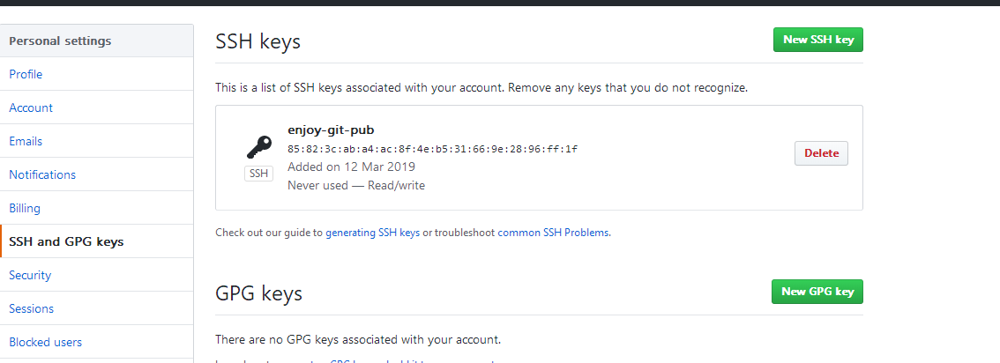 Personal settings
Profile
Account
Emails
Notifications
Billing
SSH and GPG keys
Security
Sessions
Blocked users
SSH keys
New SSH key
This is a list of SSH keys associated with your account. Remove any keys that you do not recognize.
enjoy-git-pub
85:82:3c:ab:a4:ac:8f:4e:b5:31:66:9e:28:96:ff:1f
SSH
Added on 12 Mar 2019
Never used — Read/write
Delete
Check out our guide to generating SSH keys or troubleshoot common SSH Problems.
GPG keys
New GPG key
There are no GPG keys associated with your account.